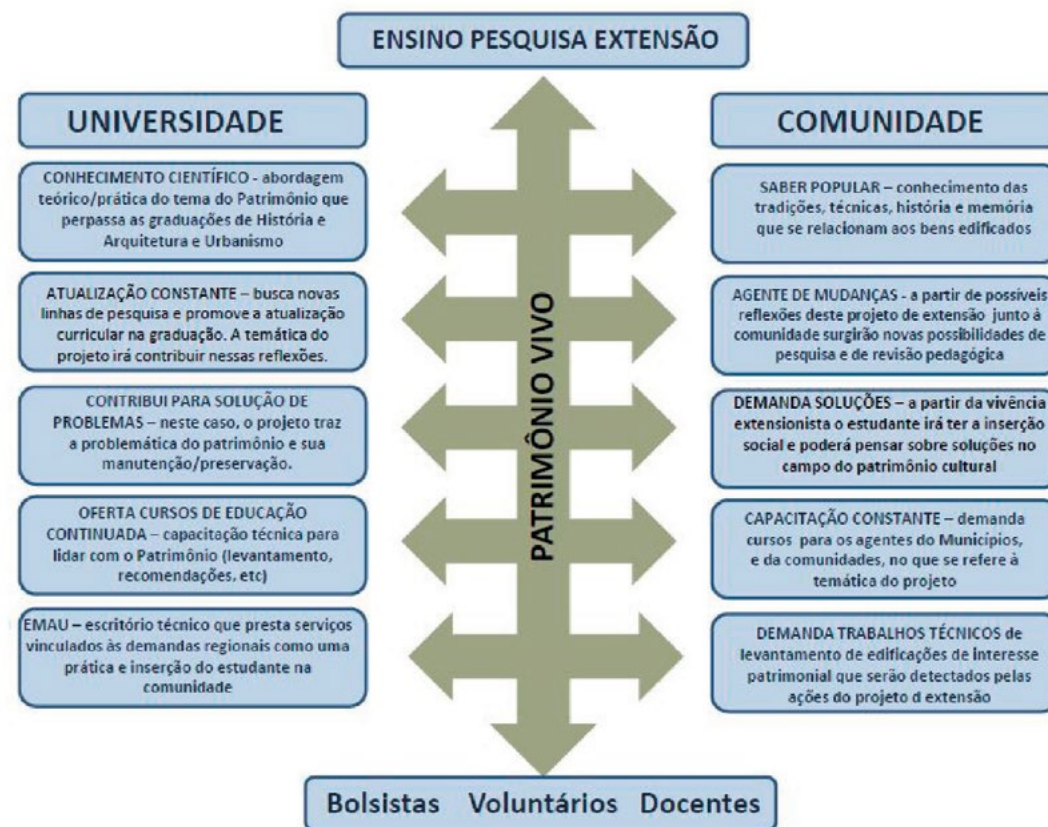 ENSINO PESQUISA EXTENSÃO
UNIVERSIDADE
CONHECIMENTO CIENTÍFICO - abordagem
teórico/prática do tema do Patrimônio que
perpassa as graduações de História e
Arquitetura e Urbanismo
ATUALIZAÇÃO CONSTANTE – busca novas
linhas de pesquisa e promove a atualização
curricular na graduação. A temática do
projeto irá contribuir nessas reflexões.
CONTRIBUI PARA SOLUÇÃO DE
PROBLEMAS – neste caso, o projeto traz
a problemática do patrimônio e sua
manutenção/preservação.
OFERTA CURSOS DE EDUCAÇÃO
CONTINUADA – capacitação técnica para
lidar com o Patrimônio (levantamento,
recomendações, etc)
EMAU – escritório técnico que presta serviços
vinculados às demandas regionais como uma
prática e inserção do estudante na
comunidade
PATRIMÔNIO VIVO
COMUNIDADE
SABER POPULAR – conhecimento das
tradições, técnicas, história e memória
que se relacionam aos bens edificados
AGENTE DE MUDANÇAS - a partir de possíveis
reflexões deste projeto de extensão junto à
comunidade surgirão novas possibilidades de
pesquisa e de revisão pedagógica
DEMANDA SOLUÇÕES – a partir da vivência
extensionista o estudante irá ter a inserção
social e poderá pensar sobre soluções no
campo do patrimônio cultural
CAPACITAÇÃO CONSTANTE – demanda
cursos para os agentes do Municípios,
e da comunidades, no que se refere à
temática do projeto
DEMANDA TRABALHOS TÉCNICOS de
levantamento de edificações de interesse
patrimonial que serão detectados pelas
ações do projeto d extensão
Bolsistas Voluntários Docentes